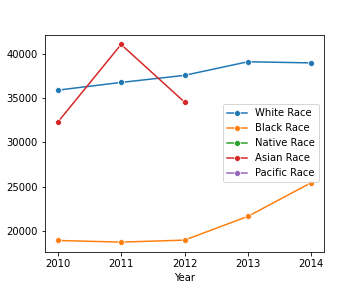 40000
35000
30000
25000
20000
White Race
Black Race
Native Race
Asian Race
Pacific Race
2010 2011 2012 2013 2014
Year